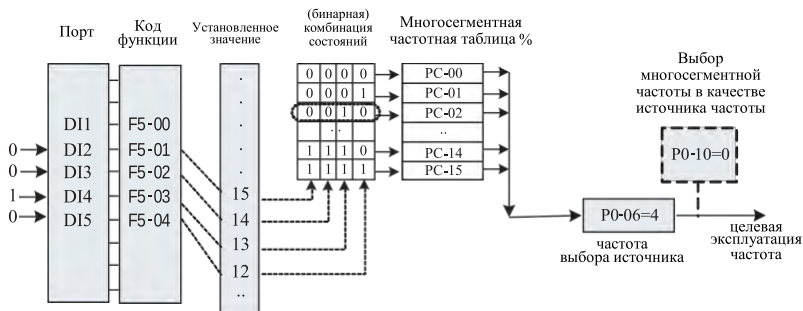 Порт
Код
функции
Установленное
значение
(бинарная)
комбинация
состояний
Многосегментная
частотная таблица %
Выбор
многосегментной
частоты в качестве
источника частоты
DI1 F5-00
0 DI2 F5-01
0 DI3 F5-02
1 DI4 F5-03
0 DI5 F5-04
.
.
.
.
.
15
14
13
12
..
0 0 0 0 PC-00
0 0 0 1 PC-01
0 0 1 0 PC-02
.. ..
1 1 1 0 PC-14
1 1 1 1 PC-15
P0-10=0
P0-06=4
частота
выбора источника
целевая
эксплуатация
частота